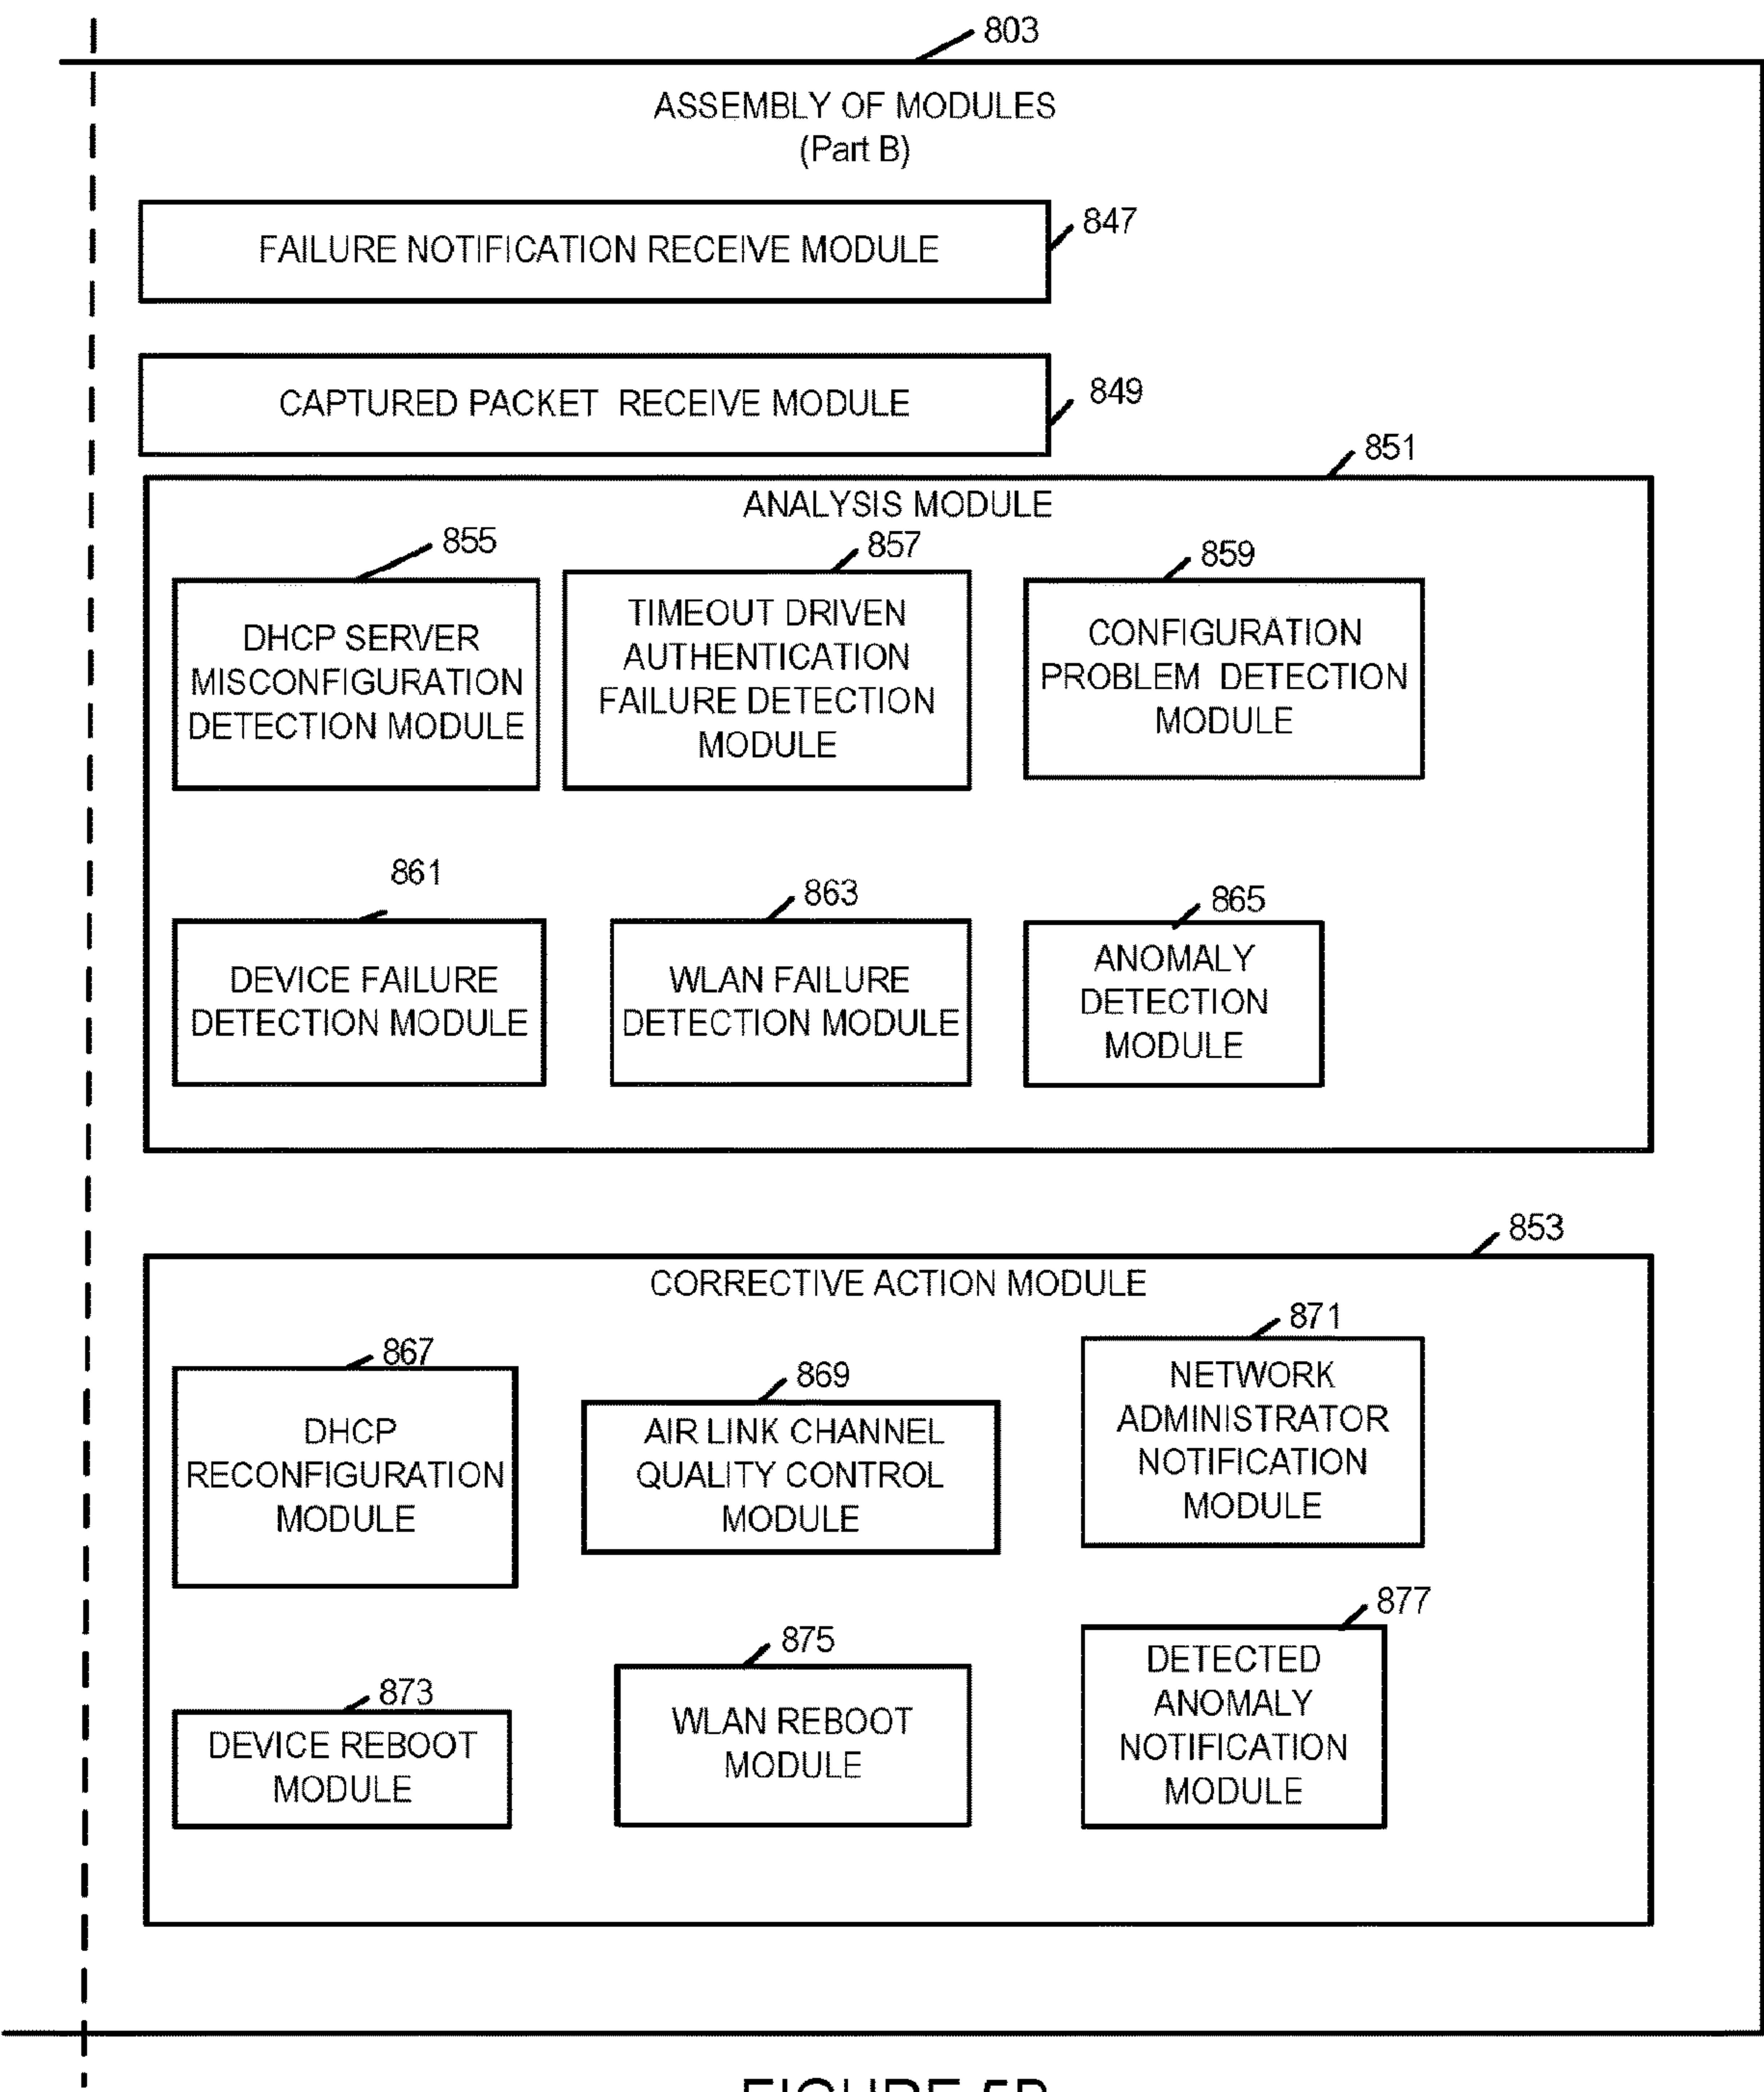 803
ASSEMBLY OF MODULES
(Part B)
FAILURE NOTIFICATION RECEIVE MODULE
847
CAPTURED PACKET RECEIVE MODULE
849
851
ANALYSIS MODULE
855
DHCP SERVER
MISCONFIGURATION
DETECTION MODULE
857
TIMEOUT DRIVEN
AUTHENTICATION
FAILURE DETECTION
MODULE
859
CONFIGURATION
PROBLEM DETECTION
MODULE
861
DEVICE FAILURE
DETECTION MODULE
863
WLAN FAILURE
DETECTION MODULE
865
ANOMALY
DETECTION
MODULE
853
CORRECTIVE ACTION MODULE
867
DHCP
RECONFIGURATION
MODULE
869
AIR LINK CHANNEL
QUALITY CONTROL
MODULE
871
NETWORK
ADMINISTRATOR
NOTIFICATION
MODULE
873
DEVICE REBOOT
MODULE
875
WLAN REBOOT
MODULE
877
DETECTED
ANOMALY
NOTIFICATION
MODULE